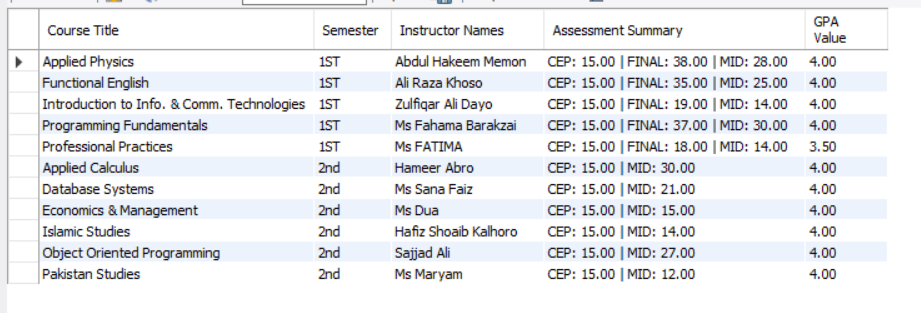 Course Title Semester Instructor Names Assessment Summary GPA Value
Applied Physics 1ST Abdul Hakeem Memon CEP: 15.00 | FINAL: 38.00 | MID: 28.00 4.00
Functional English 1ST Ali Raza Khoso CEP: 15.00 | FINAL: 35.00 | MID: 25.00 4.00
Introduction to Info. & Comm. Technologies 1ST Zulfiqar Ali Dayo CEP: 15.00 | FINAL: 19.00 | MID: 14.00 4.00
Programming Fundamentals 1ST Ms Fahama Barakzai CEP: 15.00 | FINAL: 37.00 | MID: 30.00 4.00
Professional Practices 1ST Ms FATIMA CEP: 15.00 | FINAL: 18.00 | MID: 14.00 3.50
Applied Calculus 2nd Hameer Abro CEP: 15.00 | MID: 30.00 4.00
Database Systems 2nd Ms Sana Faiz CEP: 15.00 | MID: 21.00 4.00
Economics & Management 2nd Ms Dua CEP: 15.00 | MID: 15.00 4.00
Islamic Studies 2nd Hafiz Shoaib Kalhoro CEP: 15.00 | MID: 14.00 4.00
Object Oriented Programming 2nd Sajjad Ali CEP: 15.00 | MID: 27.00 4.00
Pakistan Studies 2nd Ms Maryam CEP: 15.00 | MID: 12.00 4.00